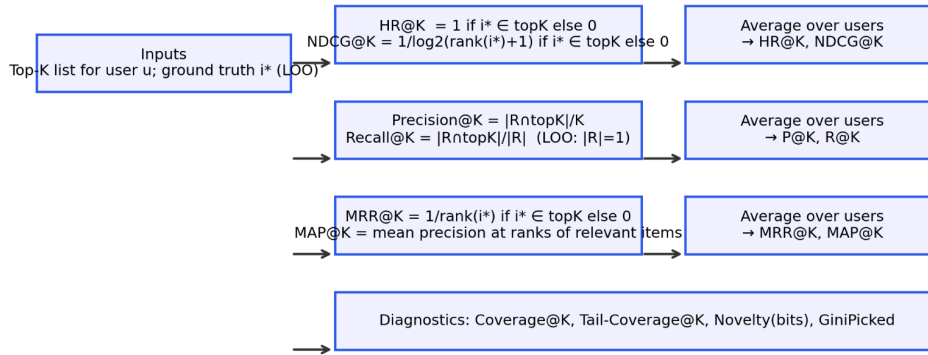 Inputs
Top-K list for user u; ground truth i* (LOO)
HR@K  = 1 if i* ∈ topK else 0
NDCG@K = 1/log2(rank(i*)+1) if i* ∈ topK else 0
Average over users
→ HR@K, NDCG@K
Precision@K = |R∩topK|/K
Recall@K = |R∩topK|/|R|  (LOO: |R|=1)
Average over users
→ P@K, R@K
MRR@K = 1/rank(i*) if i* ∈ topK else 0
MAP@K = mean precision at ranks of relevant items
Average over users
→ MRR@K, MAP@K
Diagnostics: Coverage@K, Tail-Coverage@K, Novelty(bits), GiniPicked